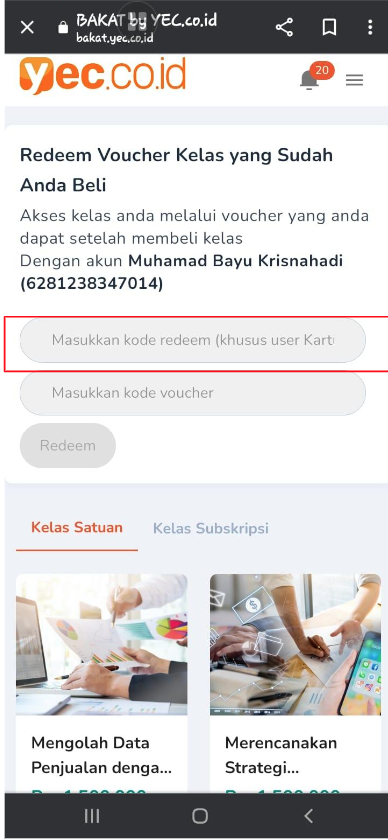 BAKAT by YEC.co.id
bakat.yec.co.id
yec.co.id
20
Redeem Voucher Kelas yang Sudah
Anda Beli
Akses kelas anda melalui voucher yang anda
dapat setelah membeli kelas
Dengan akun Muhamad Bayu Krisnahadi
(6281238347014)
Masukkan kode redeem (khusus user Kart
Masukkan kode voucher
Redeem
Kelas Satuan Kelas Subskripsi
Mengolah Data
Penjualan denga...
Merencanakan
Strategi...